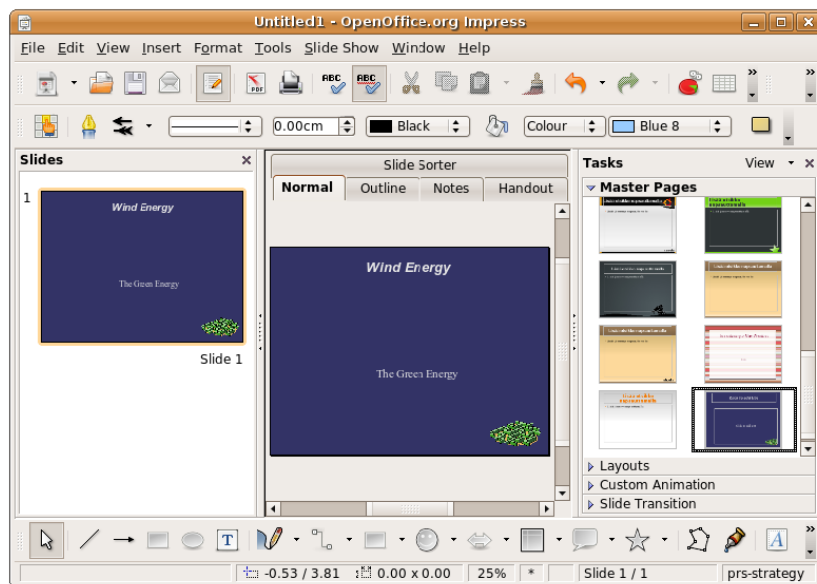 Untitled1 - OpenOffice.org Impress
File Edit View Insert Format Tools Slide Show Window Help
PDF ABC ABC
0.00cm Black Colour Blue 8
Slides
1
Wind Energy
The Green Energy
Slide 1
Slide Sorter
Normal Outline Notes Handout
Wind Energy
The Green Energy
Tasks View
Master Pages
Layouts
Custom Animation
Slide Transition
T A
-0.53 / 3.81 0.00 x 0.00 25% * Slide 1 / 1 prs-strategy